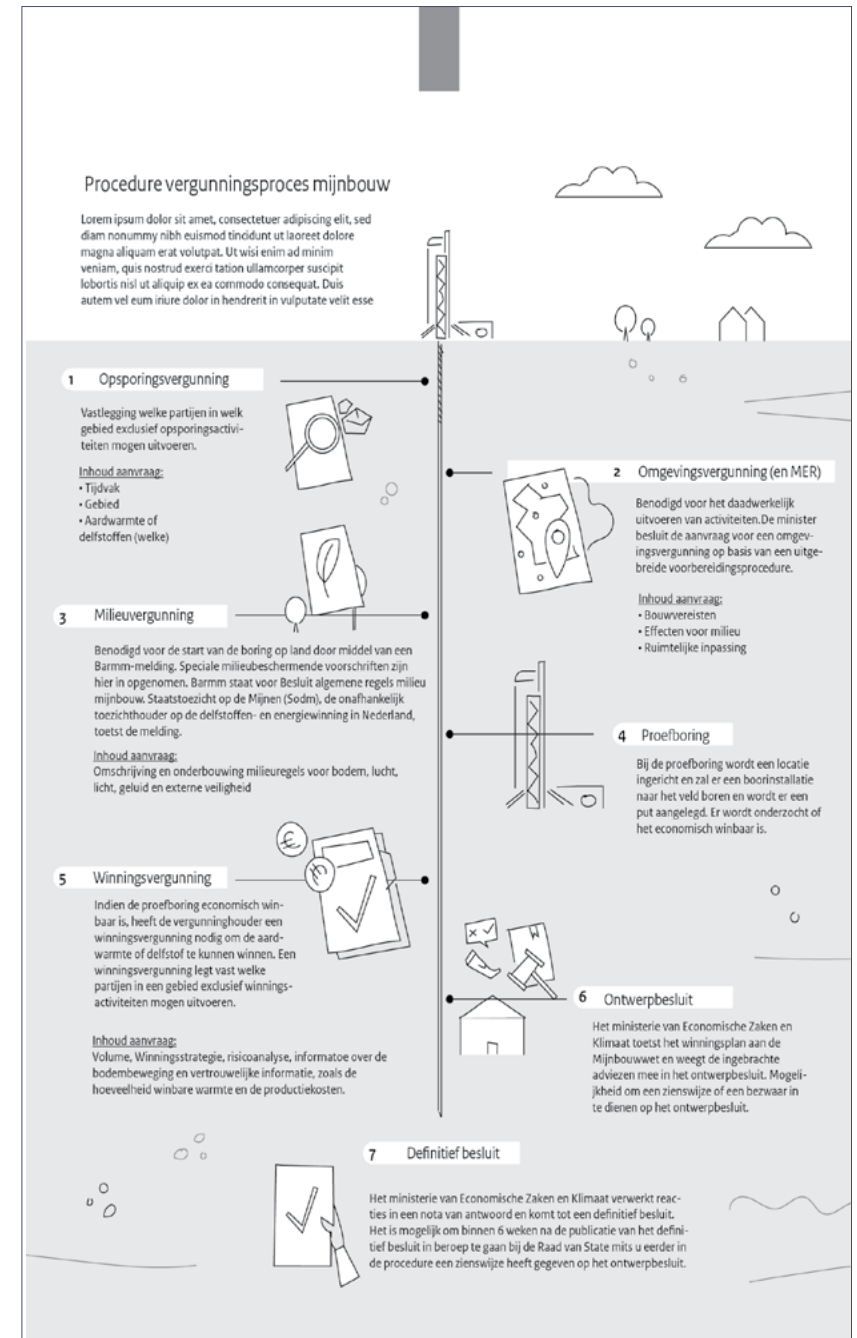 Procedure vergunningsproces mijnbouw
Lorem ipsum dolor sit amet, consectetuer adipiscing elit, sed
diam nonummy nibh euismod tincidunt ut laoreet dolore
magna aliquam erat volutpat. Ut wisi enim ad minim
veniam, quis nostrud exerci tation ullamcorper suscipit
lobortis nisl ut aliquip ex ea commodo consequat. Duis
autem vel eum iriure dolor in hendrerit in vulputate velit esse
1 Opsporingsvergunning
Vastlegging welke partijen in welk
gebied exclusief opsporingsactivi-
teiten mogen uitvoeren.
Inhoud aanvraag:
• Tijdvak
• Gebied
• Aardwarmte of
delfstoffen (welke)
2 Omgevingsvergunning (en MER)
Benodigd voor het daadwerkelijk
uitvoeren van activiteiten.De minister
besluit de aanvraag voor een omgev-
ingsvergunning op basis van een uitge-
breide voorbereidingsprocedure.
Inhoud aanvraag:
• Bouwvereisten
• Effecten voor milieu
• Ruimtelijke inpassing
3 Milieuvergunning
Benodigd voor de start van de boring op land door middel van een
Barmm-melding. Speciale milieubeschermende voorschriften zijn
hier in opgenomen. Barmm staat voor Besluit algemene regels milieu
mijnbouw. Staatstoezicht op de Mijnen (Sodm), de onafhankelijk
toezichthouder op de delfstoffen- en energiewinning in Nederland,
toetst de melding.
Inhoud aanvraag:
Omschrijving en onderbouwing milieuregels voor bodem, lucht,
licht, geluid en externe veiligheid
4 Proefboring
Bij de proefboring wordt een locatie
ingericht en zal er een boorinstallatie
naar het veld boren en wordt er een
put aangelegd. Er wordt onderzocht of
het economisch winbaar is.
5 Winningsvergunning
Indien de proefboring economisch win-
baar is, heeft de vergunninghouder een
winningsvergunning nodig om de aard-
warmte of delfstof te kunnen winnen. Een
winningsvergunning legt vast welke
partijen in een gebied exclusief winnings-
activiteiten mogen uitvoeren.
Inhoud aanvraag:
Volume, Winningsstrategie, risicoanalyse, informatoe over de
bodembeweging en vertrouwelijke informatie, zoals de
hoeveelheid winbare warmte en de productiekosten.
6 Ontwerpbesluit
Het ministerie van Economische Zaken en
Klimaat toetst het winningsplan aan de
Mijnbouwwet en weegt de ingebrachte
adviezen mee in het ontwerpbesluit. Mogeli-
jkheid om een zienswijze of een bezwaar in
te dienen op het ontwerpbesluit.
7 Definitief besluit
Het ministerie van Economische Zaken en Klimaat verwerkt reac-
ties in een nota van antwoord en komt tot een definitief besluit.
Het is mogelijk om binnen 6 weken na de publicatie van het defini-
tief besluit in beroep te gaan bij de Raad van State mits u eerder in
de procedure een zienswijze heeft gegeven op het ontwerpbesluit.